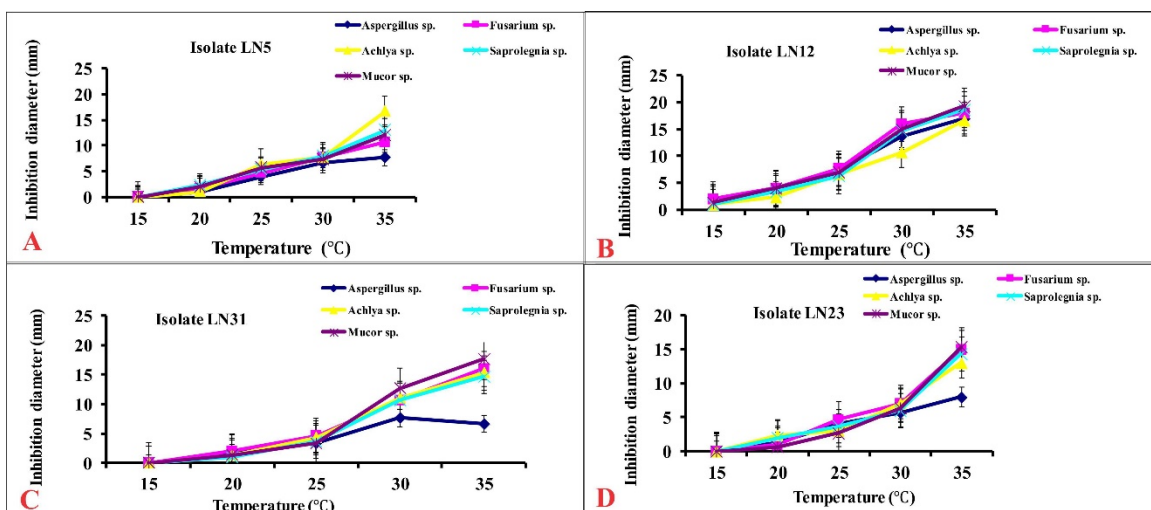 Isolate LN5
Aspergillus sp. Fusarium sp.
Achlya sp. Saprolegnia sp.
Mucor sp.
Inhibition diameter (mm)
25
20
15
10
5
0
15 20 25 30 35
Temperature (°C)
A
Isolate LN12
Aspergillus sp. Fusarium sp.
Achlya sp. Saprolegnia sp.
Mucor sp.
Inhibition diameter (mm)
25
20
15
10
5
0
15 20 25 30 35
Temperature (°C)
B
Isolate LN31
Aspergillus sp. Fusarium sp.
Achlya sp. Saprolegnia sp.
Mucor sp.
Inhibition diameter (mm)
20
15
10
5
0
15 20 25 30 35
Temperature (°C)
C
Isolate LN23
Aspergillus sp. Fusarium sp.
Achlya sp. Saprolegnia sp.
Mucor sp.
Inhibition diameter (mm)
20
15
10
5
0
15 20 25 30 35
Temperature (°C)
D